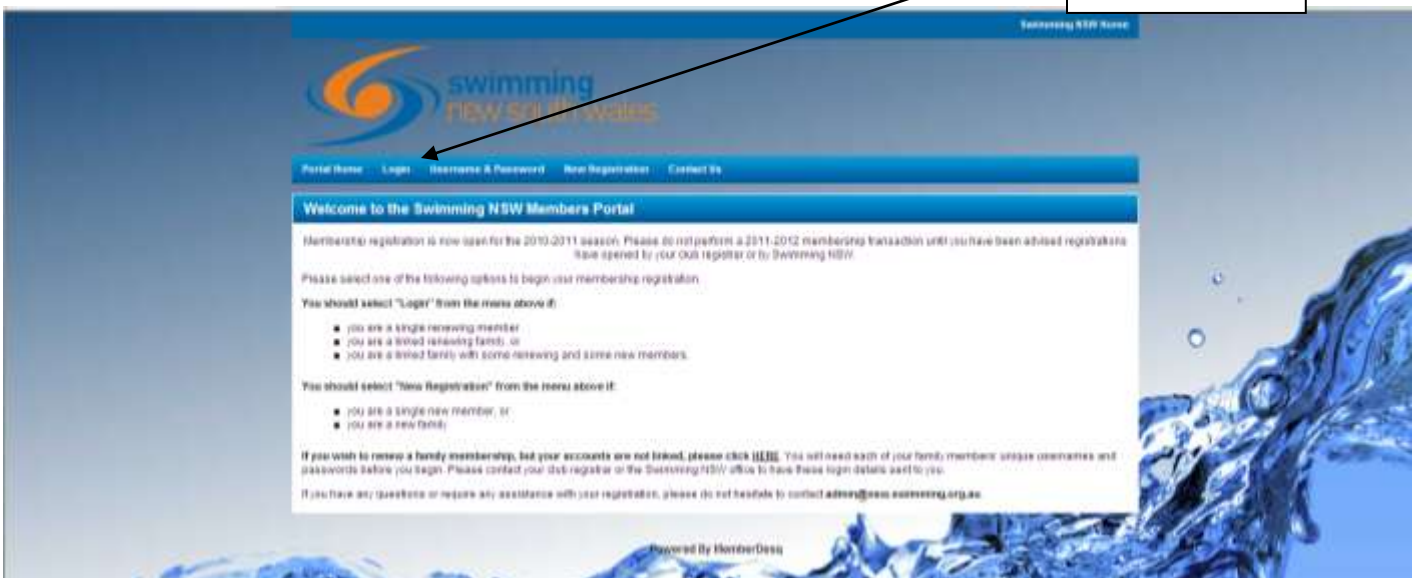 Swimming NSW Home
swimming
new south wales
Portal Home Login Username & Password New Registration Contact Us
Welcome to the Swimming NSW Members Portal
Membership registration is now open for the 2010-2011 season. Please do not perform a 2011-2012 membership transaction until you have been advised registrations
have opened by your club registrar or by Swimming NSW.
Please select one of the following options to begin your membership registration.
You should select "Login" from the menu above if:
you are a single renewing member
you are a linked renewing family, or
you are a linked family with some renewing and some new members.
You should select "New Registration" from the menu above if:
you are a single new member, or
you are a new family
If you wish to renew a family membership, but your accounts are not linked, please click HERE. You will need each of your family members' unique usernames and
passwords before you begin. Please contact your club registrar or the Swimming NSW office to have these login details sent to you.
If you have any questions or require any assistance with your registration, please do not hesitate to contact admin@nsw.swimming.org.au
Powered By MemberDesq